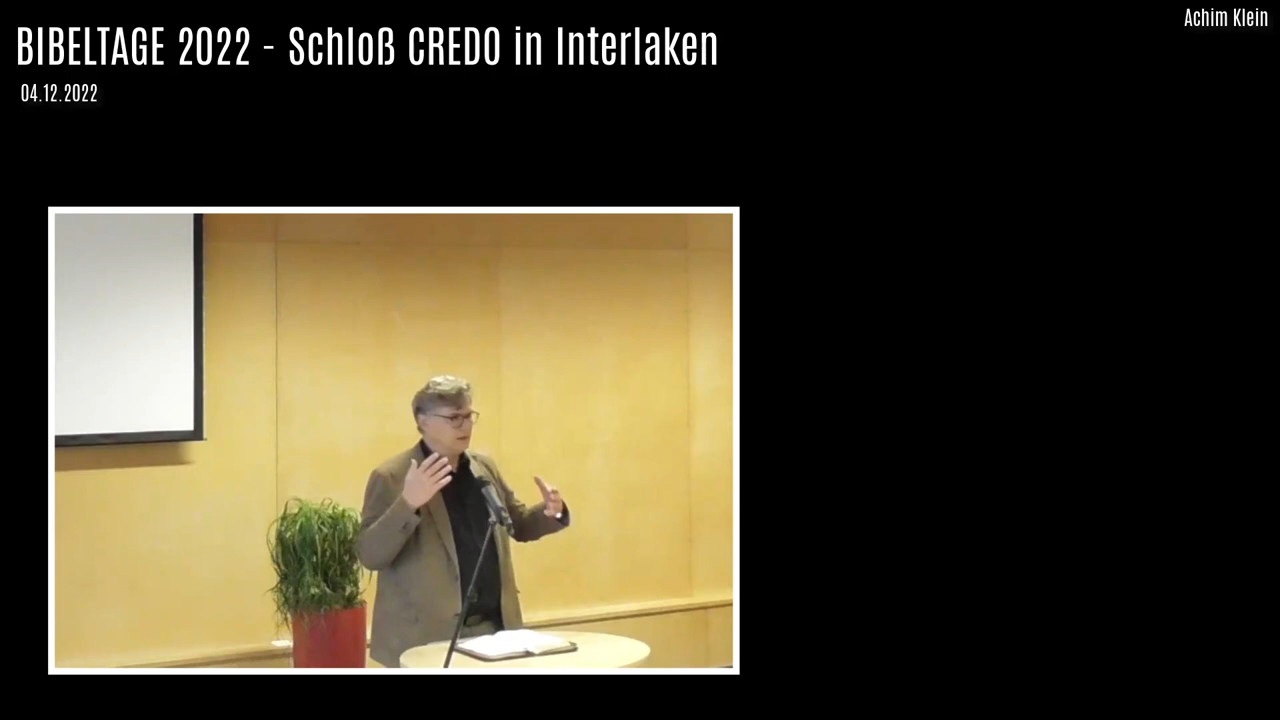 BIBELTAGE 2022 - Schloß CREDO in Interlaken
04.12.2022
Achim Klein